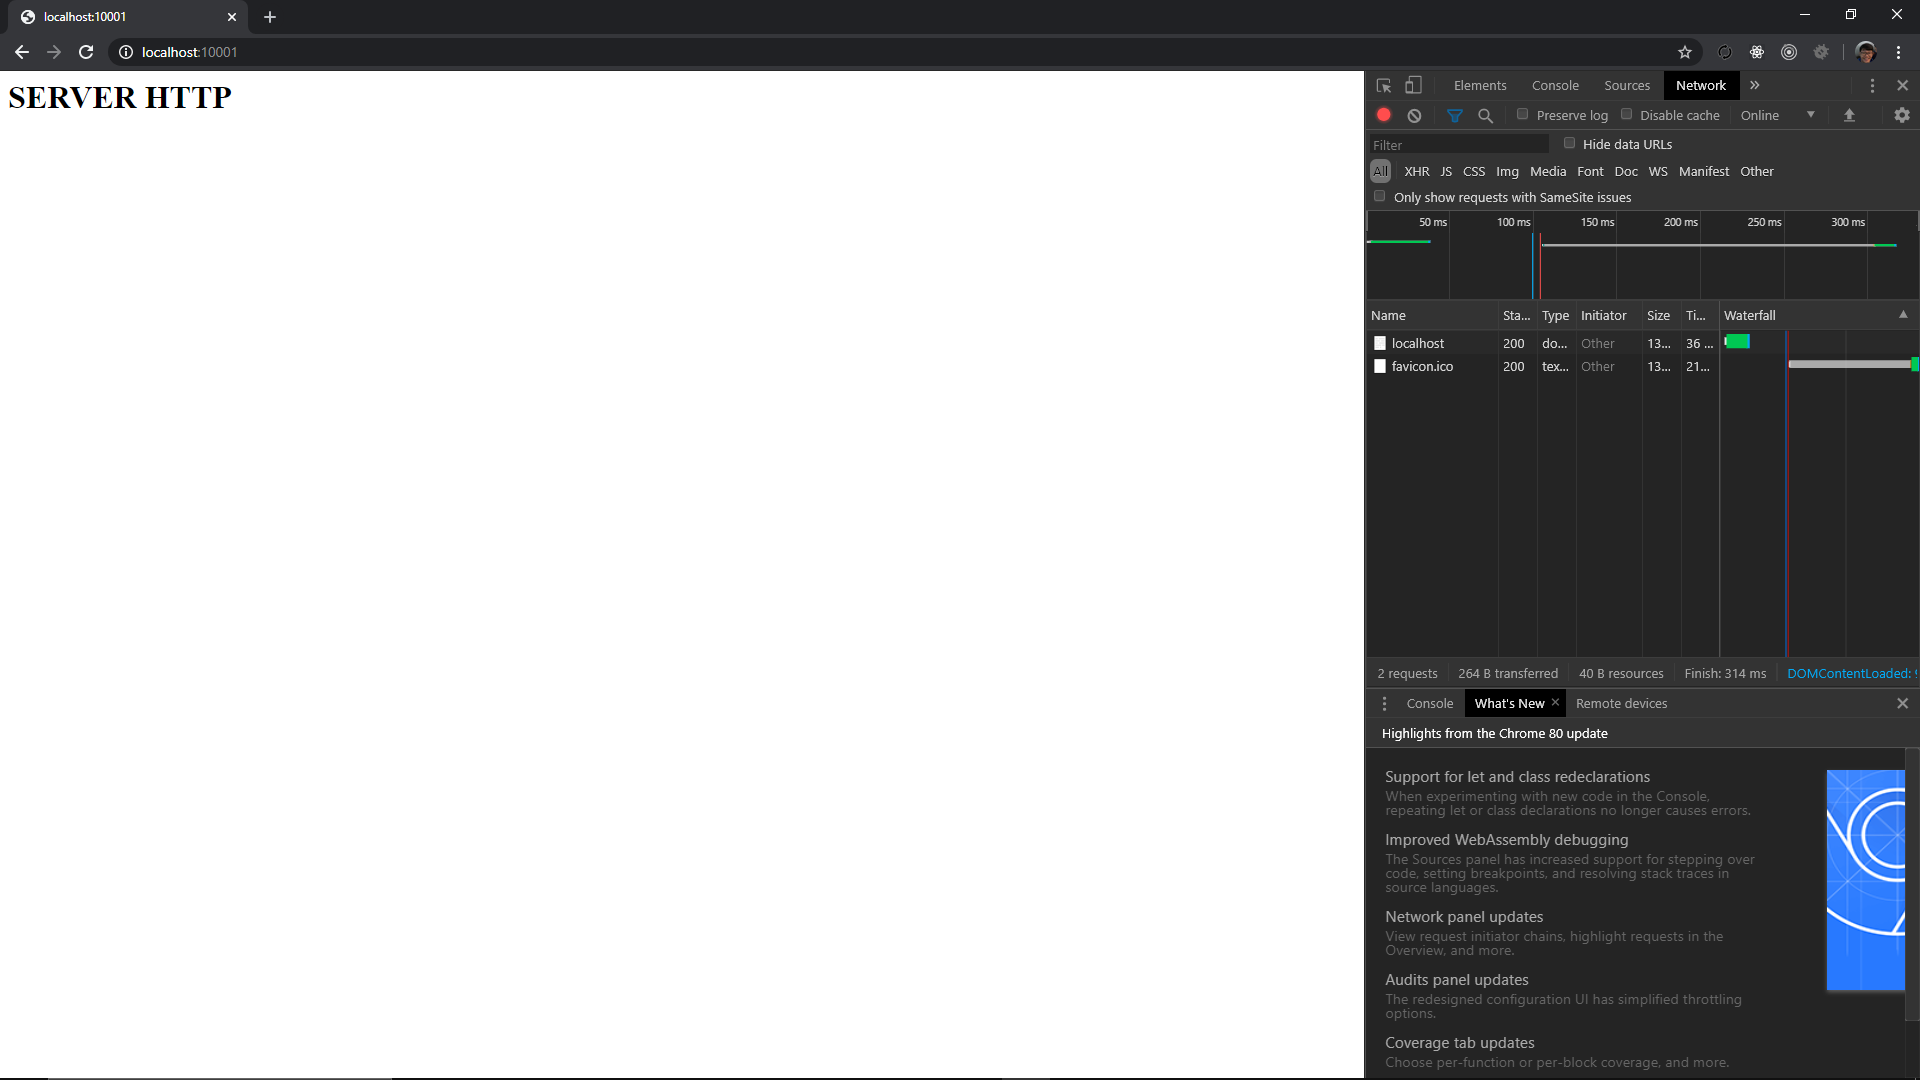 localhost:10001
localhost:10001
SERVER HTTP
Elements Console Sources Network
Preserve log Disable cache Online
Filter Hide data URLs
All XHR JS CSS Img Media Font Doc WS Manifest Other
Only show requests with SameSite issues
50 ms 100 ms 150 ms 200 ms 250 ms 300 ms
Name Sta... Type Initiator Size Ti... Waterfall
localhost 200 do... Other 13... 36 ...
favicon.ico 200 tex... Other 13... 21...
2 requests 264 B transferred 40 B resources Finish: 314 ms DOMContentLoaded:
Console What's New Remote devices
Highlights from the Chrome 80 update
Support for let and class redeclarations
When experimenting with new code in the Console,
repeating let or class declarations no longer causes errors.
Improved WebAssembly debugging
The Sources panel has increased support for stepping over
code, setting breakpoints, and resolving stack traces in
source languages.
Network panel updates
View request initiator chains, highlight requests in the
Overview, and more.
Audits panel updates
The redesigned configuration UI has simplified throttling
options.
Coverage tab updates
Choose per-function or per-block coverage, and more.